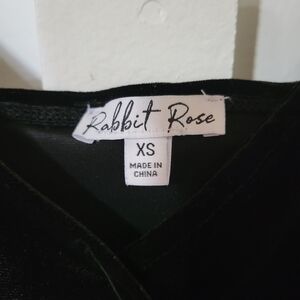 Rabbit Rose
XS
MADE IN
CHINA